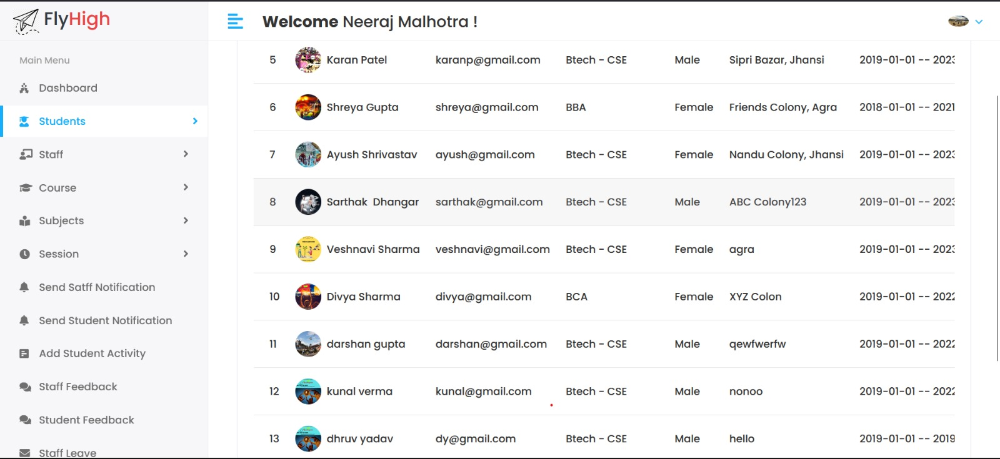 FlyHigh
Welcome Neeraj Malhotra !
Main Menu
Dashboard
Students
Staff
Course
Subjects
Session
Send Satff Notification
Send Student Notification
Add Student Activity
Staff Feedback
Student Feedback
Staff Leave
5 Karan Patel karanp@gmail.com Btech - CSE Male Sipri Bazar, Jhansi 2019-01-01 -- 2023
6 Shreya Gupta shreya@gmail.com BBA Female Friends Colony, Agra 2018-01-01 -- 2021
7 Ayush Shrivastav ayush@gmail.com Btech - CSE Female Nandu Colony, Jhansi 2019-01-01 -- 2023
8 Sarthak Dhangar sarthak@gmail.com Btech - CSE Male ABC Colony123 2019-01-01 -- 2023
9 Veshnavi Sharma veshnavi@gmail.com Btech - CSE Female agra 2019-01-01 -- 2023
10 Divya Sharma divya@gmail.com BCA Female XYZ Colon 2019-01-01 -- 2022
11 darshan gupta darshan@gmail.com Btech - CSE Male qewfwerfw 2019-01-01 -- 2022
12 kunal verma kunal@gmail.com Btech - CSE Male nonoo 2019-01-01 -- 2022
13 dhruv yadav dy@gmail.com Btech - CSE Male hello 2019-01-01 -- 2019